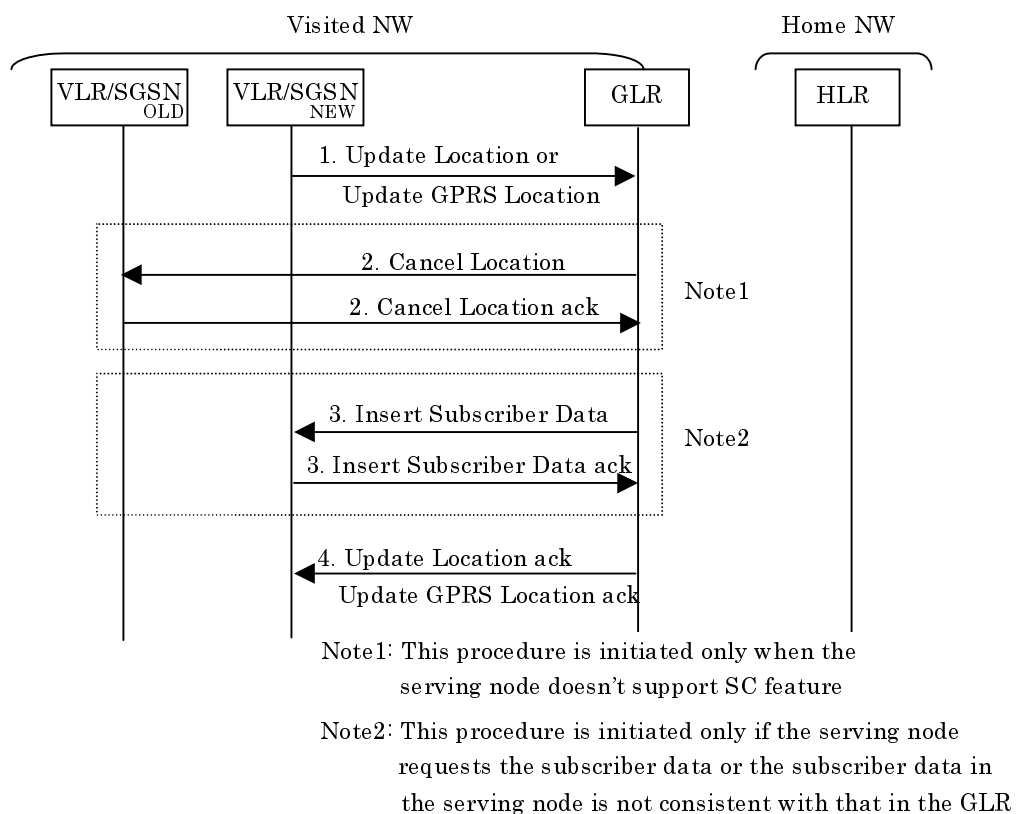 Visited NW
Home NW
VLR/SGSN
OLD
VLR/SGSN
NEW
GLR
HLR
1. Update Location or
Update GPRS Location
2. Cancel Location
Note1
2. Cancel Location ack
3. Insert Subscriber Data
Note2
3. Insert Subscriber Data ack
4. Update Location ack
Update GPRS Location ack
Note1: This procedure is initiated only when the
serving node doesn't support SC feature
Note2: This procedure is initiated only if the serving node
requests the subscriber data or the subscriber data in
the serving node is not consistent with that in the GLR